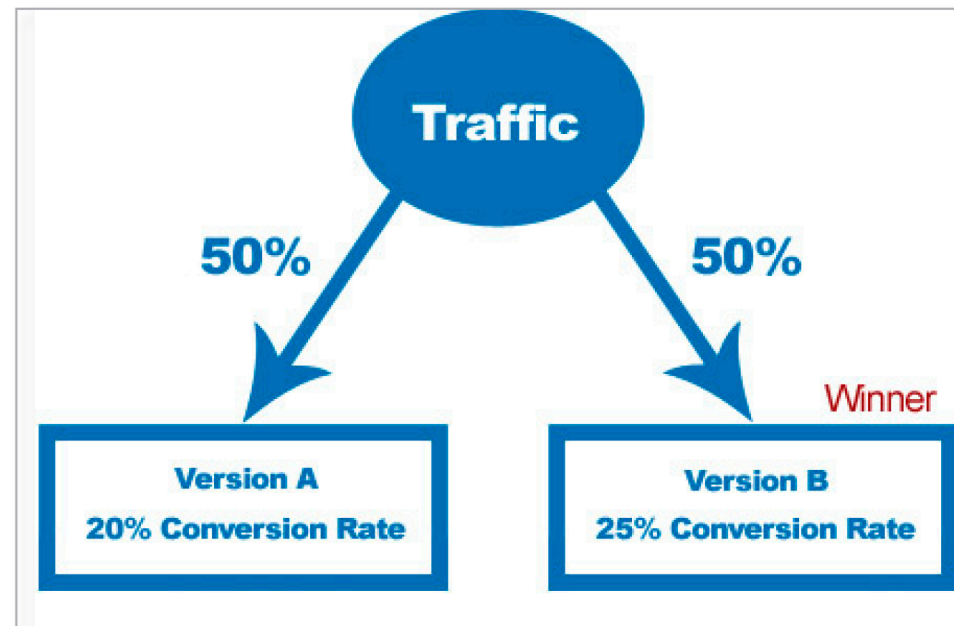 Traffic
50%
50%
Winner
Version A
20% Conversion Rate
Version B
25% Conversion Rate